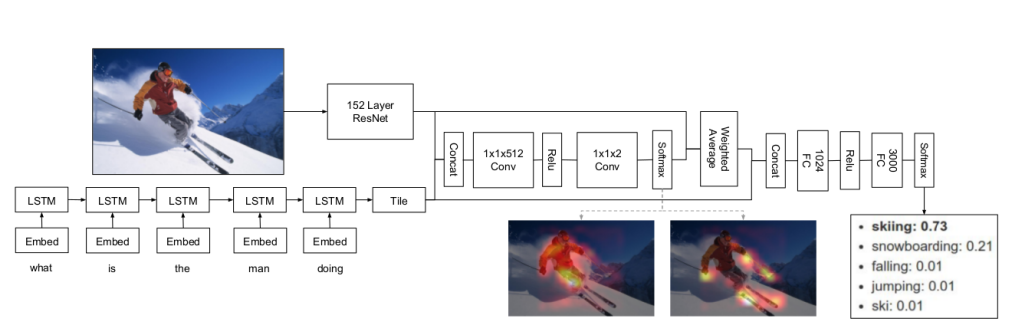 152 Layer
ResNet
Concat
1x1x512
Conv
Relu
1x1x2
Conv
Softmax
Weighted
Average
Concat
1024
FC
Relu
3000
FC
Softmax
LSTM
LSTM
LSTM
LSTM
LSTM
Tile
Embed
Embed
Embed
Embed
Embed
what
is
the
man
doing
• skiing: 0.73
• snowboarding: 0.21
• falling: 0.01
• jumping: 0.01
• ski: 0.01